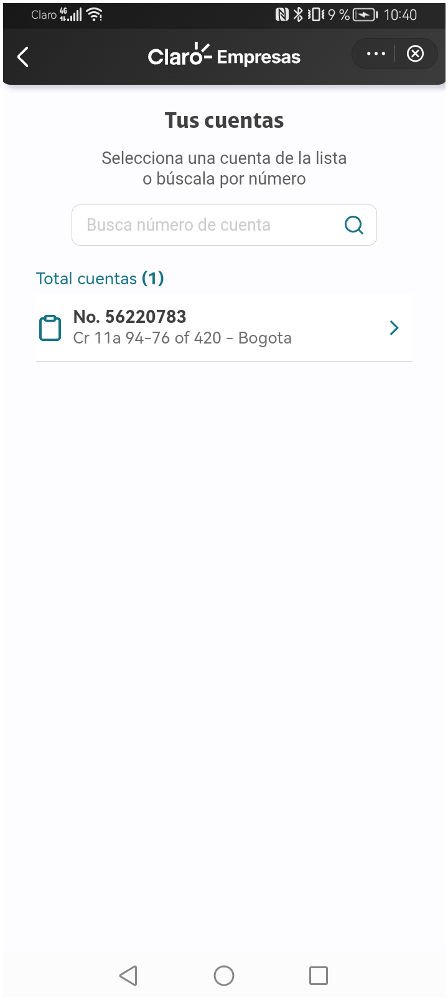 Claro 4G 9 % 10:40
Claro Empresas
Tus cuentas
Selecciona una cuenta de la lista
o búscala por número
Busca número de cuenta
Total cuentas (1)
No. 56220783
Cr 11a 94-76 of 420 - Bogota